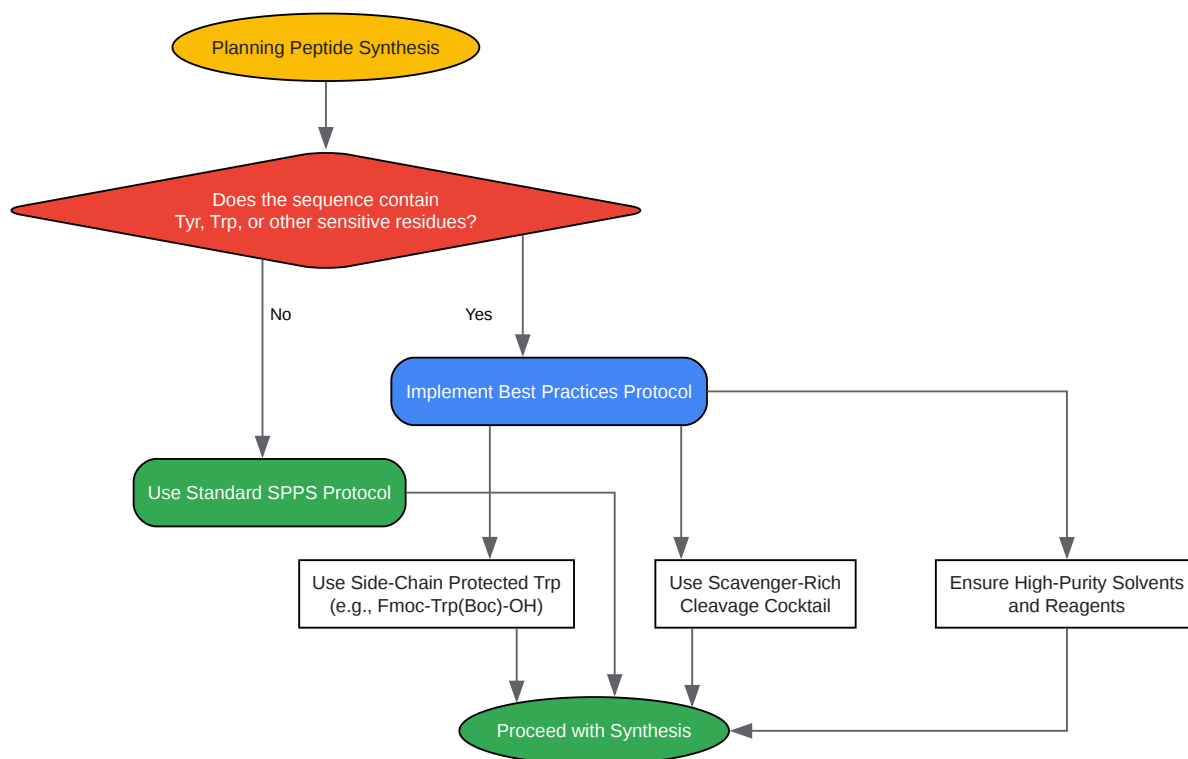 Planning Peptide Synthesis
Does the sequence contain
Tyr, Trp, or other sensitive residues?
No
Yes
Implement Best Practices Protocol
Use Standard SPPS Protocol
Use Side-Chain Protected Trp
(e.g., Fmoc-Trp(Boc)-OH)
Use Scavenger-Rich
Cleavage Cocktail
Ensure High-Purity Solvents
and Reagents
Proceed with Synthesis